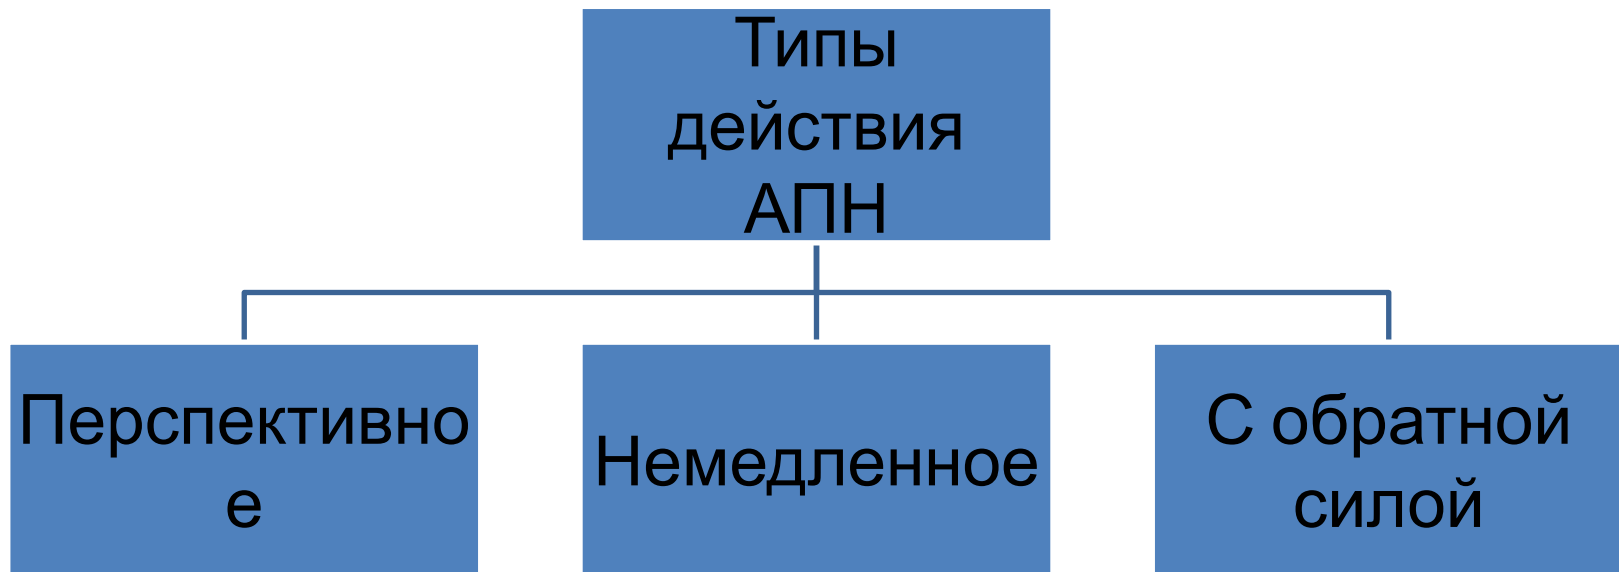 Типы
действия
АПН
Перспективно
е
Немедленное
С обратной
силой